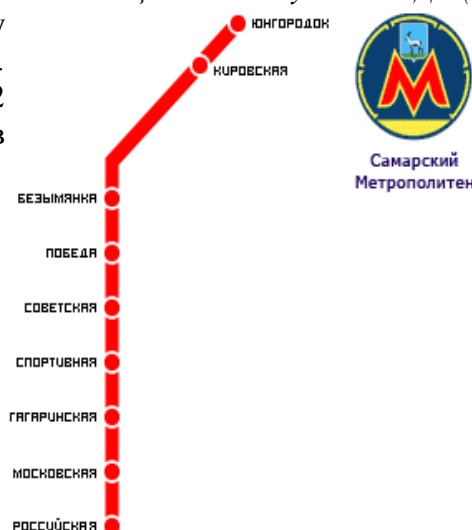 ЮНГОРОДОК
КИРОВСКАЯ
Самарский
Метрополитен
БЕЗЫМЯНКА
ПОБЕДА
СОВЕТСКАЯ
СПОРТИВНАЯ
ГАГАРИНСКАЯ
МОСКОВСКАЯ
РОССИЙСКАЯ